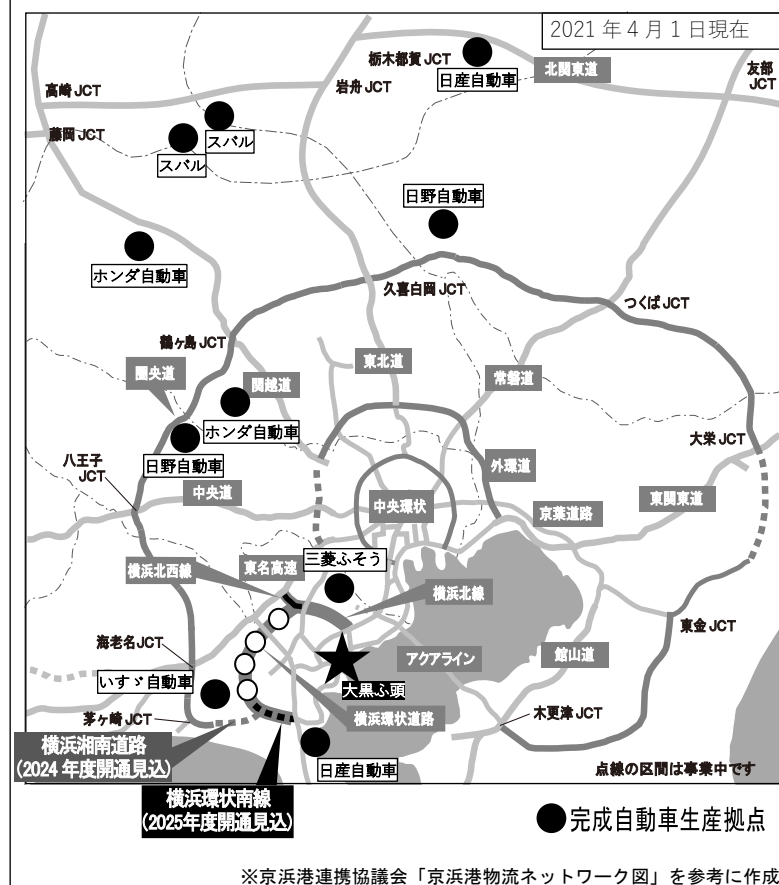 2021年4月1日現在
栃木都賀JCT
日産自動車
北関東道
友部
JCT
高崎JCT
岩舟JCT
藤岡JCT
スバル
スバル
日野自動車
ホンダ自動車
久喜白岡JCT
つくばJCT
鶴ヶ島JCT
圏央道
関越道
東北道
常磐道
ホンダ自動車
日野自動車
大栄JCT
八王子
JCT
中央道
中央環状
外環道
京葉道路
東関東道
横浜北西線
東名高速
三菱ふそう
横浜北線
東金JCT
海老名JCT
いすゞ自動車
アクアライン
館山道
大黒ふ頭
茅ヶ崎JCT
横浜環状道路
木更津JCT
横浜湘南道路
(2024年度開通見込)
日産自動車
点線の区間は事業中です
横浜環状南線
(2025年度開通見込)
●完成自動車生産拠点
※京浜港連携協議会「京浜港物流ネットワーク図」を参考に作成